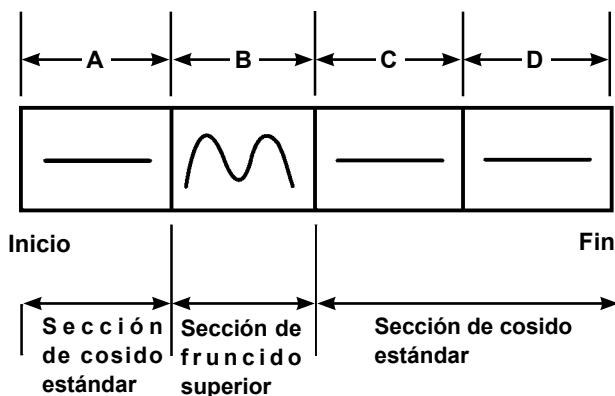 A B C D
Inicio Fin
Sección
de cosido
estándar
Sección de
fruncido
superior
Sección de cosido
estándar